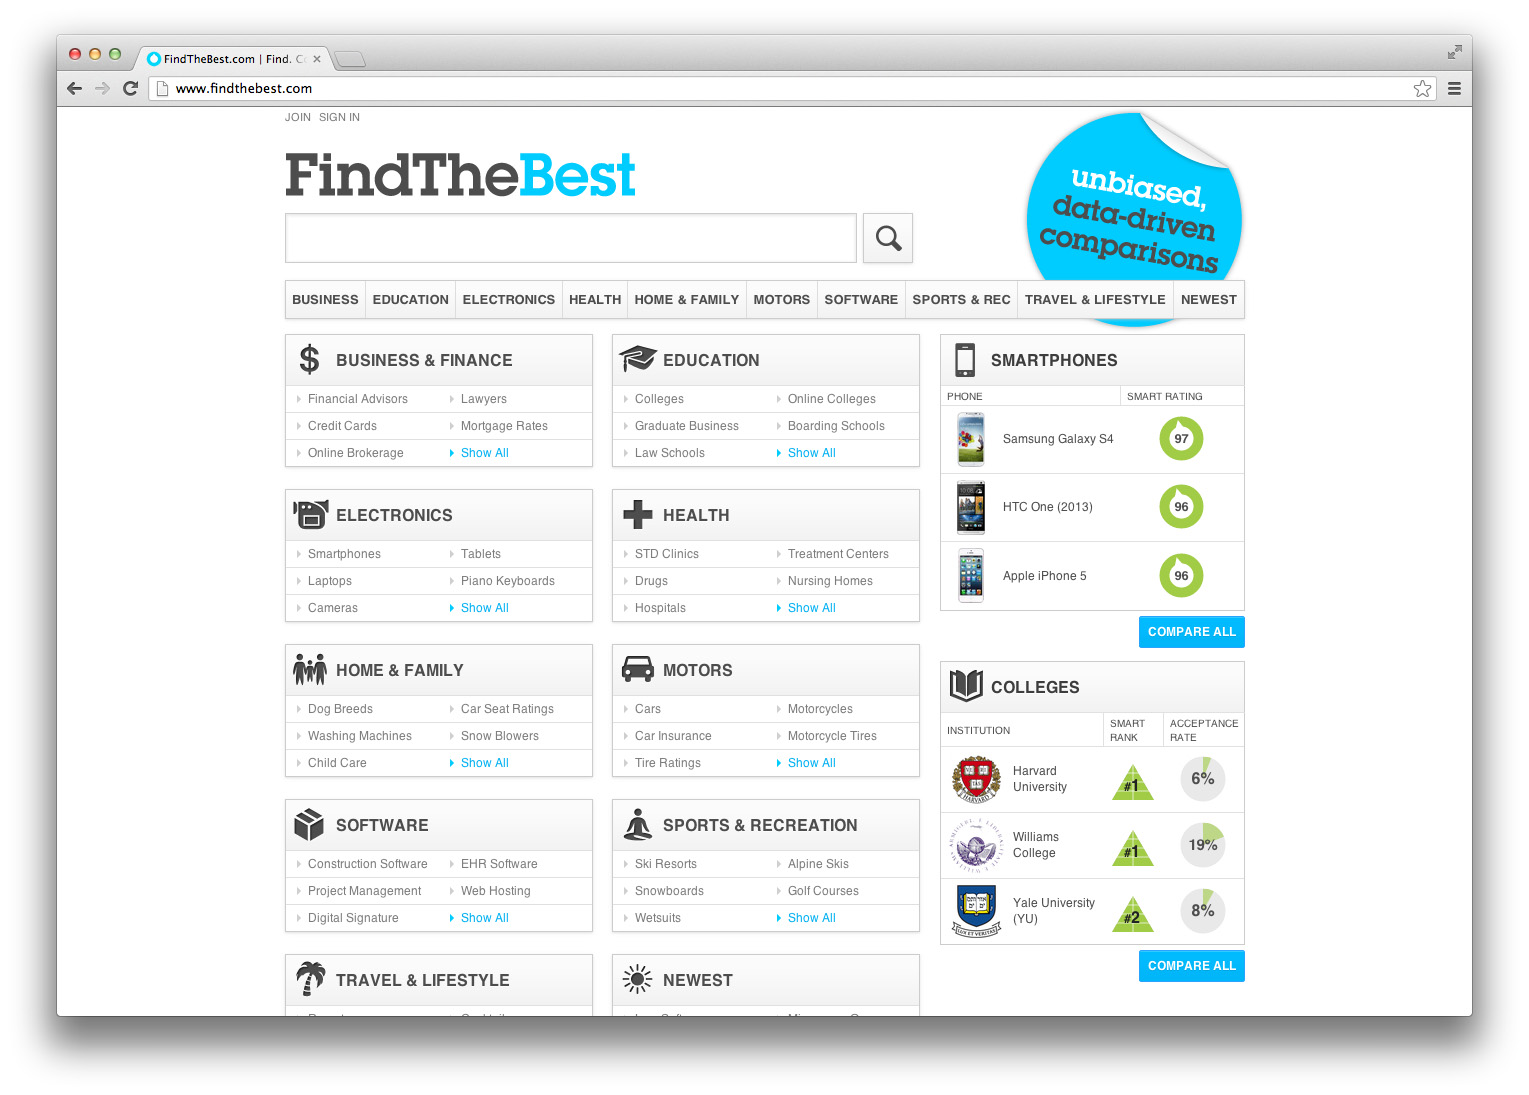 FindTheBest.com | Find. C
www.findthebest.com
JOIN SIGN IN
FindTheBest
unbiased,
data-driven
comparisons
BUSINESS EDUCATION ELECTRONICS HEALTH HOME & FAMILY MOTORS SOFTWARE SPORTS & REC TRAVEL & LIFESTYLE NEWEST
BUSINESS & FINANCE
Financial Advisors Lawyers
Credit Cards Mortgage Rates
Online Brokerage Show All
EDUCATION
Colleges Online Colleges
Graduate Business Boarding Schools
Law Schools Show All
ELECTRONICS
Smartphones Tablets
Laptops Piano Keyboards
Cameras Show All
HEALTH
STD Clinics Treatment Centers
Drugs Nursing Homes
Hospitals Show All
HOME & FAMILY
Dog Breeds Car Seat Ratings
Washing Machines Snow Blowers
Child Care Show All
MOTORS
Cars Motorcycles
Car Insurance Motorcycle Tires
Tire Ratings Show All
SOFTWARE
Construction Software EHR Software
Project Management Web Hosting
Digital Signature Show All
SPORTS & RECREATION
Ski Resorts Alpine Skis
Snowboards Golf Courses
Wetsuits Show All
TRAVEL & LIFESTYLE
NEWEST
SMARTPHONES
PHONE SMART RATING
Samsung Galaxy S4 97
HTC One (2013) 96
Apple iPhone 5 96
COMPARE ALL
COLLEGES
INSTITUTION SMART RANK ACCEPTANCE RATE
HARVARD
Harvard
University
#1 6%
Williams
College
#1 19%
LUX ET VERITAS
Yale University
(YU)
#2 8%
COMPARE ALL